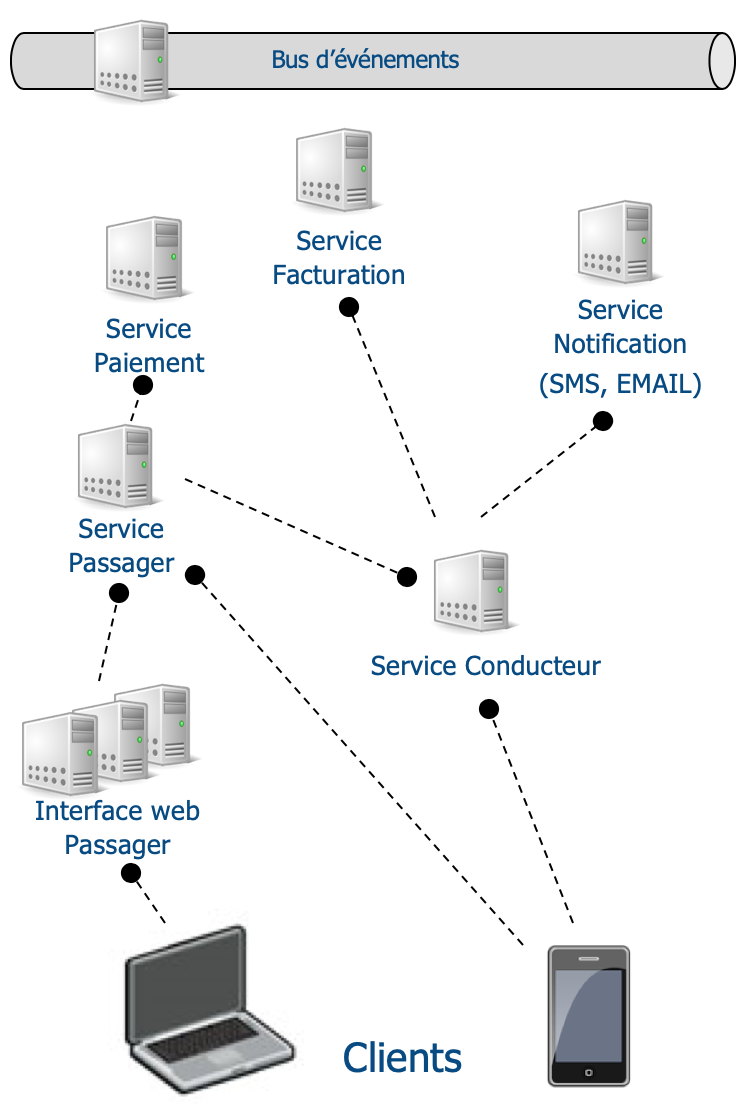 Bus d’événements
Service
Facturation
Service
Notification
(SMS, EMAIL)
Service
Paiement
Service
Passager
Service Conducteur
Interface web
Passager
Clients